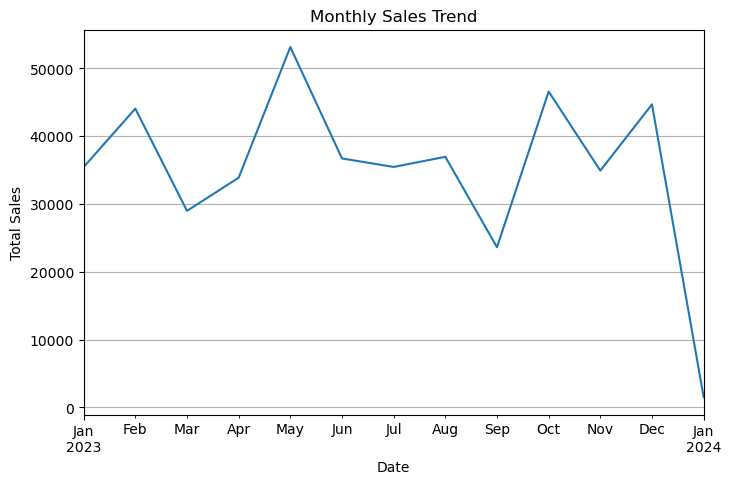 Monthly Sales Trend
Total Sales
50000
40000
30000
20000
10000
0
Jan Feb Mar Apr May Jun Jul Aug Sep Oct Nov Dec Jan
2023 2024
Date